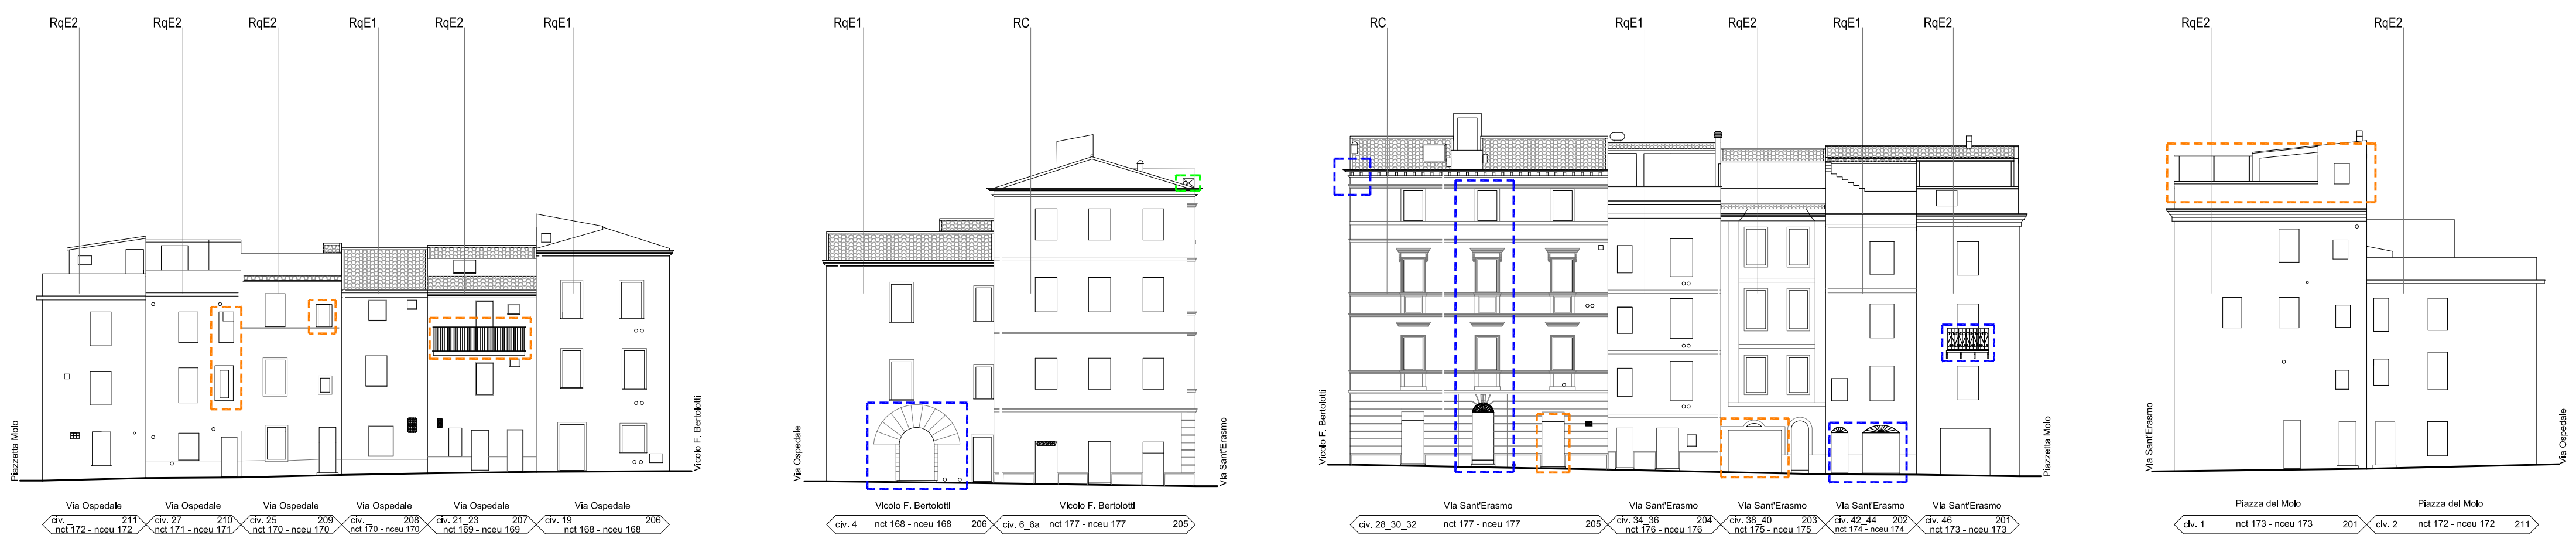 RqE2 RqE2 RqE2 RqE1 RqE2 RqE1
Piazzetta Molo
Vicolo F. Bertolotti
Via Ospedale Via Ospedale Via Ospedale Via Ospedale Via Ospedale Via Ospedale
civ. _ 211 civ. 27 210 civ. 25 209 civ. _ 208 civ. 21_23 207 civ. 19 206
nct 172 - nceu 172 nct 171 - nceu 171 nct 170 - nceu 170 nct 170 - nceu 170 nct 169 - nceu 169 nct 168 - nceu 168
RqE1 RC
Via Ospedale
Via Sant'Erasmo
Vicolo F. Bertolotti Vicolo F. Bertolotti
civ. 4 nct 168 - nceu 168 206 civ. 6_6a nct 177 - nceu 177 205
RC RqE1 RqE2 RqE1 RqE2
Vicolo F. Bertolotti
Piazzetta Molo
Via Sant'Erasmo Via Sant'Erasmo Via Sant'Erasmo Via Sant'Erasmo Via Sant'Erasmo
civ. 28_30_32 nct 177 - nceu 177 205 civ. 34_36 204 civ. 38_40 203 civ. 42_44 202 civ. 46 201
nct 176 - nceu 176 nct 175 - nceu 175 nct 174 - nceu 174 nct 173 - nceu 173
RqE2 RqE2
Via Sant'Erasmo
Via Ospedale
Piazza del Molo Piazza del Molo
civ. 1 nct 173 - nceu 173 201 civ. 2 nct 172 - nceu 172 211